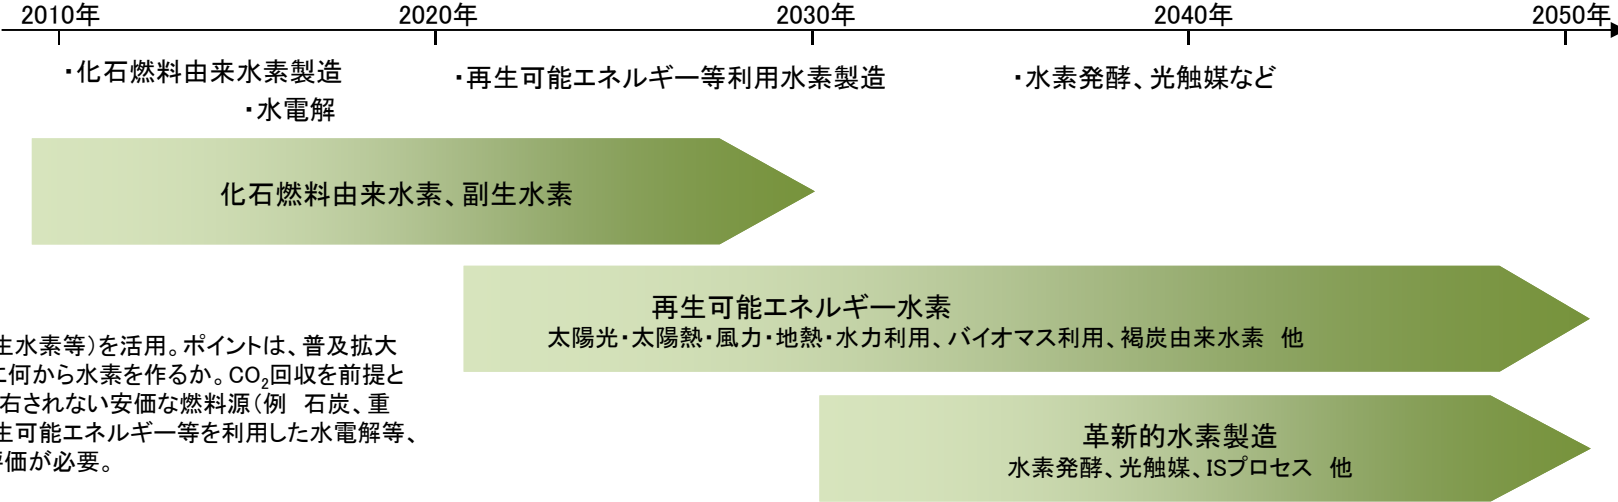 2010年 2020年 2030年 2040年 2050年
・化石燃料由来水素製造
・水電解
・再生可能エネルギー等利用水素製造
・水素発酵、光触媒など
化石燃料由来水素、副生水素
再生可能エネルギー水素
太陽光・太陽熱・風力・地熱・水力利用、バイオマス利用、褐炭由来水素 他
生水素等）を活用。ポイントは、普及拡大
に何から水素を作るか。CO₂回収を前提と
右されない安価な燃料源（例 石炭、重
生可能エネルギー等を利用した水電解等、
評価が必要。
革新的水素製造
水素発酵、光触媒、ISプロセス 他